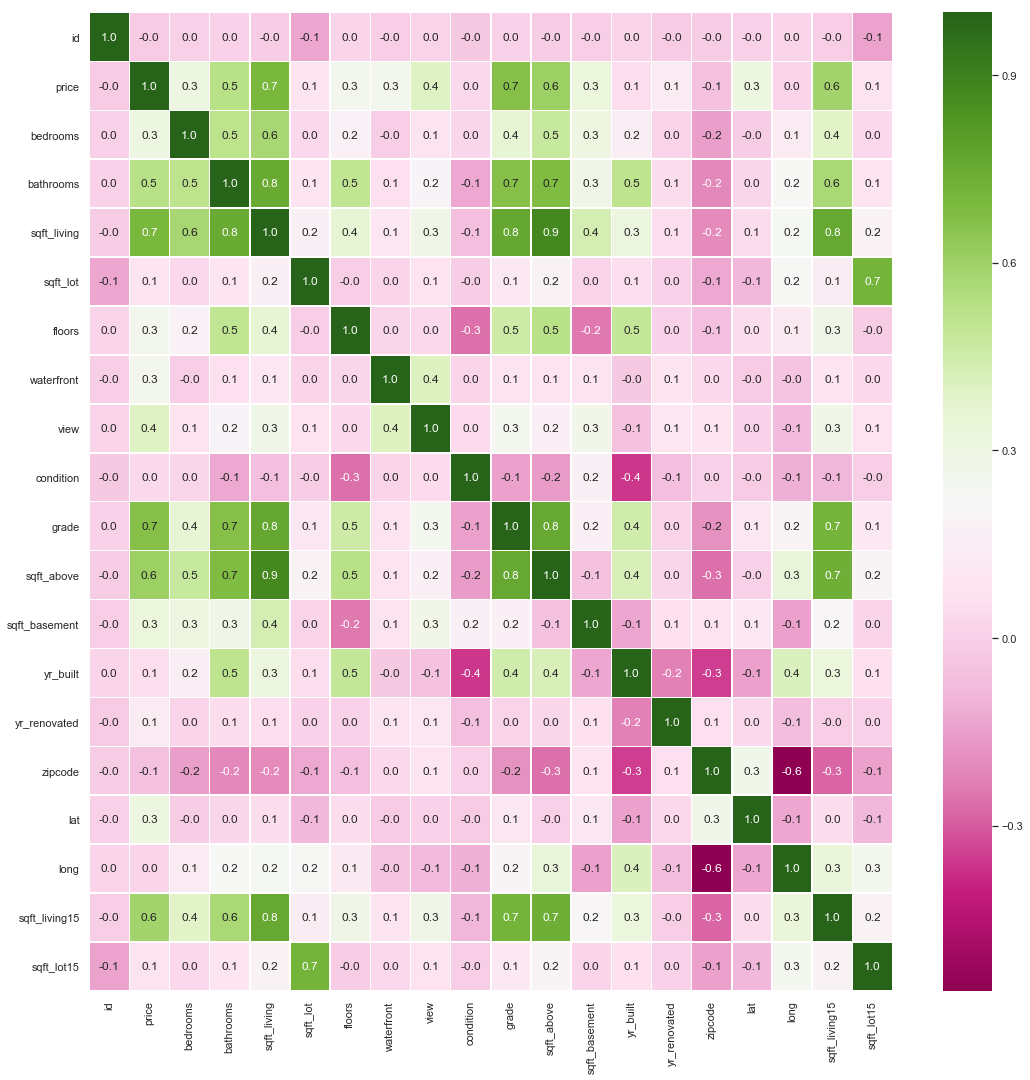 id 1.0 -0.0 0.0 0.0 -0.0 -0.1 0.0 -0.0 0.0 -0.0 0.0 -0.0 -0.0 0.0 -0.0 -0.0 -0.0 0.0 -0.0 -0.1
price -0.0 1.0 0.3 0.5 0.7 0.1 0.3 0.3 0.4 0.0 0.7 0.6 0.3 0.1 0.1 -0.1 0.3 0.0 0.6 0.1
bedrooms 0.0 0.3 1.0 0.5 0.6 0.0 0.2 -0.0 0.1 0.0 0.4 0.5 0.3 0.2 0.0 -0.2 -0.0 0.1 0.4 0.0
bathrooms 0.0 0.5 0.5 1.0 0.8 0.1 0.5 0.1 0.2 -0.1 0.7 0.7 0.3 0.5 0.1 -0.2 0.0 0.2 0.6 0.1
sqft_living -0.0 0.7 0.6 0.8 1.0 0.2 0.4 0.1 0.3 -0.1 0.8 0.9 0.4 0.3 0.1 -0.2 0.1 0.2 0.8 0.2
sqft_lot -0.1 0.1 0.0 0.1 0.2 1.0 -0.0 0.0 0.1 -0.0 0.1 0.2 0.0 0.1 0.0 -0.1 -0.1 0.2 0.1 0.7
floors 0.0 0.3 0.2 0.5 0.4 -0.0 1.0 0.0 0.0 -0.3 0.5 0.5 -0.2 0.5 0.0 -0.1 0.0 0.1 0.3 -0.0
waterfront -0.0 0.3 -0.0 0.1 0.1 0.0 0.0 1.0 0.4 0.0 0.1 0.1 0.1 -0.0 0.1 0.0 -0.0 -0.0 0.1 0.0
view 0.0 0.4 0.1 0.2 0.3 0.1 0.0 0.4 1.0 0.0 0.3 0.2 0.3 -0.1 0.1 0.1 0.0 -0.1 0.3 0.1
condition -0.0 0.0 0.0 -0.1 -0.1 -0.0 -0.3 0.0 0.0 1.0 -0.1 -0.2 0.2 -0.4 -0.1 0.0 -0.0 -0.1 -0.1 -0.0
grade 0.0 0.7 0.4 0.7 0.8 0.1 0.5 0.1 0.3 -0.1 1.0 0.8 0.2 0.4 0.0 -0.2 0.1 0.2 0.7 0.1
sqft_above -0.0 0.6 0.5 0.7 0.9 0.2 0.5 0.1 0.2 -0.2 0.8 1.0 -0.1 0.4 0.0 -0.3 -0.0 0.3 0.7 0.2
sqft_basement -0.0 0.3 0.3 0.3 0.4 0.0 -0.2 0.1 0.3 0.2 0.2 -0.1 1.0 -0.1 0.1 0.1 0.1 -0.1 0.2 0.0
yr_built 0.0 0.1 0.2 0.5 0.3 0.1 0.5 -0.0 -0.1 -0.4 0.4 0.4 -0.1 1.0 -0.2 -0.3 -0.1 0.4 0.3 0.1
yr_renovated -0.0 0.1 0.0 0.1 0.1 0.0 0.0 0.1 0.1 -0.1 0.0 0.0 0.1 -0.2 1.0 0.1 0.0 -0.1 -0.0 0.0
zipcode -0.0 -0.1 -0.2 -0.2 -0.2 -0.1 -0.1 0.0 0.1 0.0 -0.2 -0.3 0.1 -0.3 0.1 1.0 0.3 -0.6 -0.3 -0.1
lat -0.0 0.3 -0.0 0.0 0.1 -0.1 0.0 -0.0 0.0 -0.0 0.1 -0.0 0.1 -0.1 0.0 0.3 1.0 -0.1 0.0 -0.1
long 0.0 0.0 0.1 0.2 0.2 0.2 0.1 -0.0 -0.1 -0.1 0.2 0.3 -0.1 0.4 -0.1 -0.6 -0.1 1.0 0.3 0.3
sqft_living15 -0.0 0.6 0.4 0.6 0.8 0.1 0.3 0.1 0.3 -0.1 0.7 0.7 0.2 0.3 -0.0 -0.3 0.0 0.3 1.0 0.2
sqft_lot15 -0.1 0.1 0.0 0.1 0.2 0.7 -0.0 0.0 0.1 -0.0 0.1 0.2 0.0 0.1 0.0 -0.1 -0.1 0.3 0.2 1.0
id price bedrooms bathrooms sqft_living sqft_lot floors waterfront view condition grade sqft_above sqft_basement yr_built yr_renovated zipcode lat long sqft_living15 sqft_lot15
0.9
0.6
0.3
0.0
-0.3